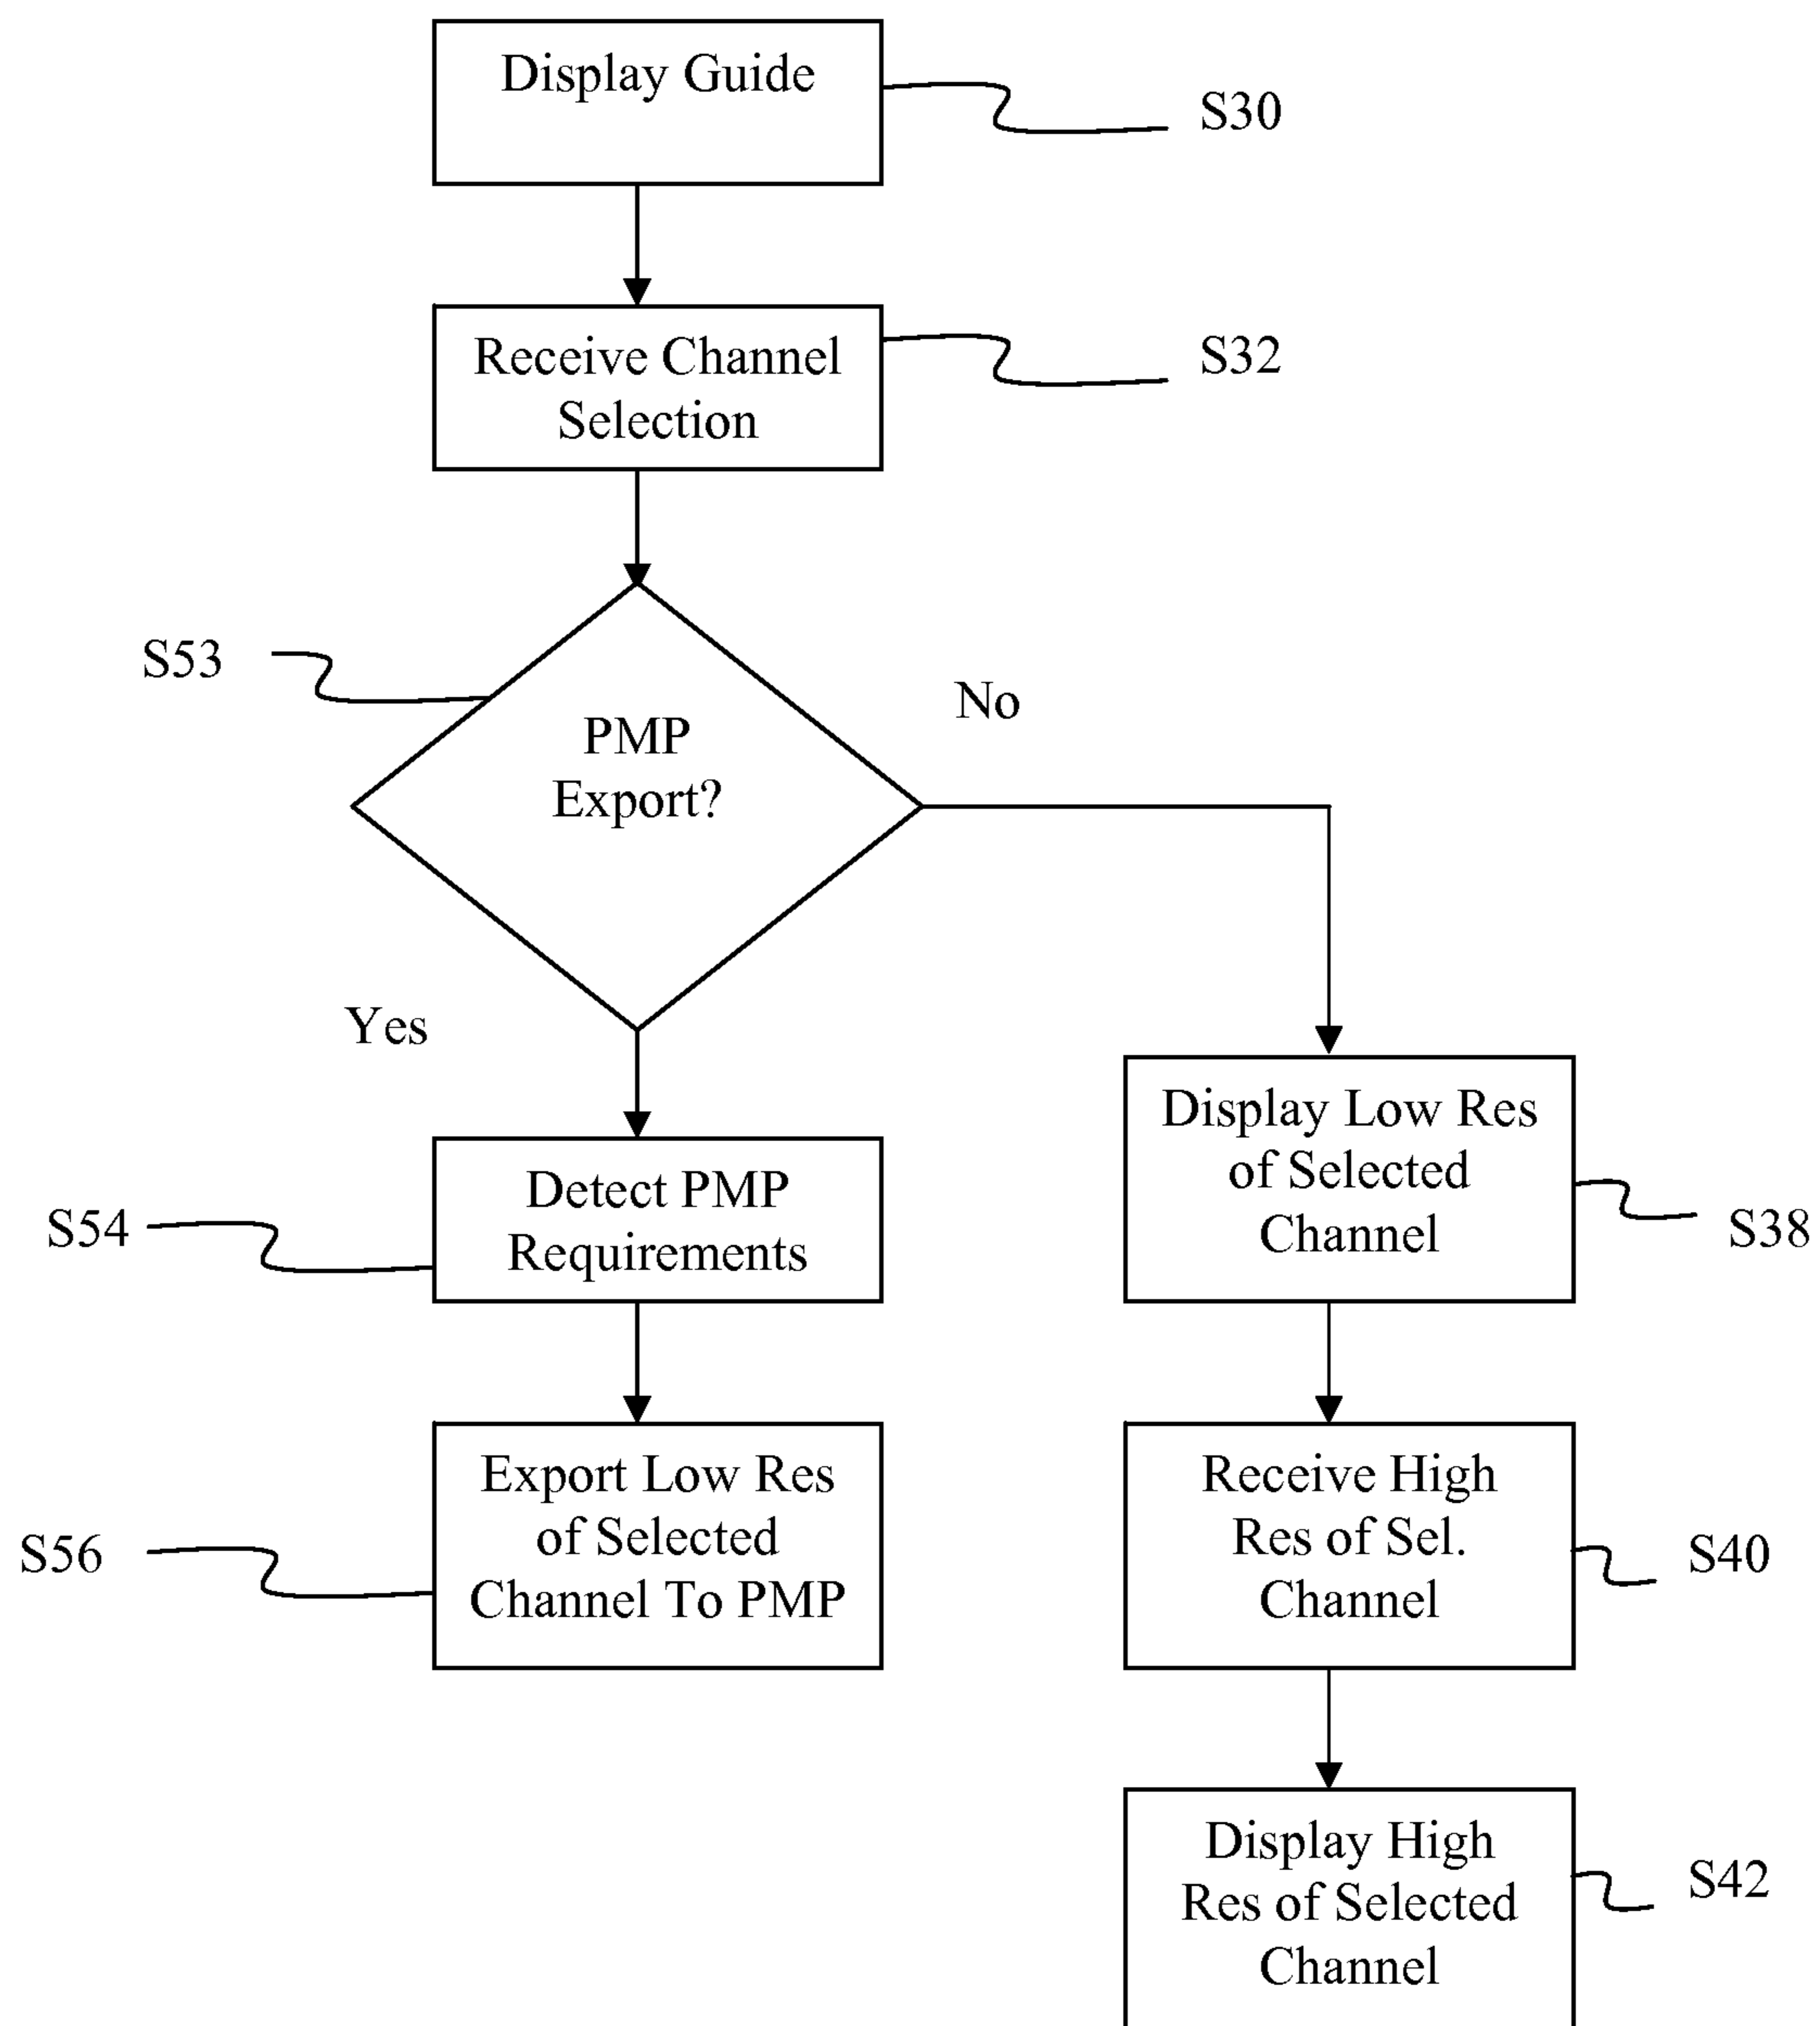 Display Guide
S30
Receive Channel
Selection
S32
S53
PMP
Export?
No
Yes
Detect PMP
Requirements
S54
Export Low Res
of Selected
Channel To PMP
S56
Display Low Res
of Selected
Channel
S38
Receive High
Res of Sel.
Channel
S40
Display High
Res of Selected
Channel
S42